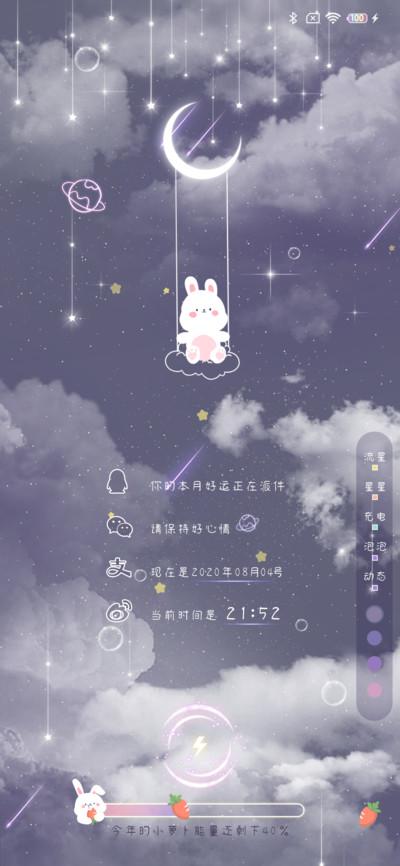 100
流星
星星
充电
泡泡
动态
你的本月好运正在派件
请保持好心情
现在是2020年08月04号
当前时间是 21:52
今年的小萝卜能量还剩下40%